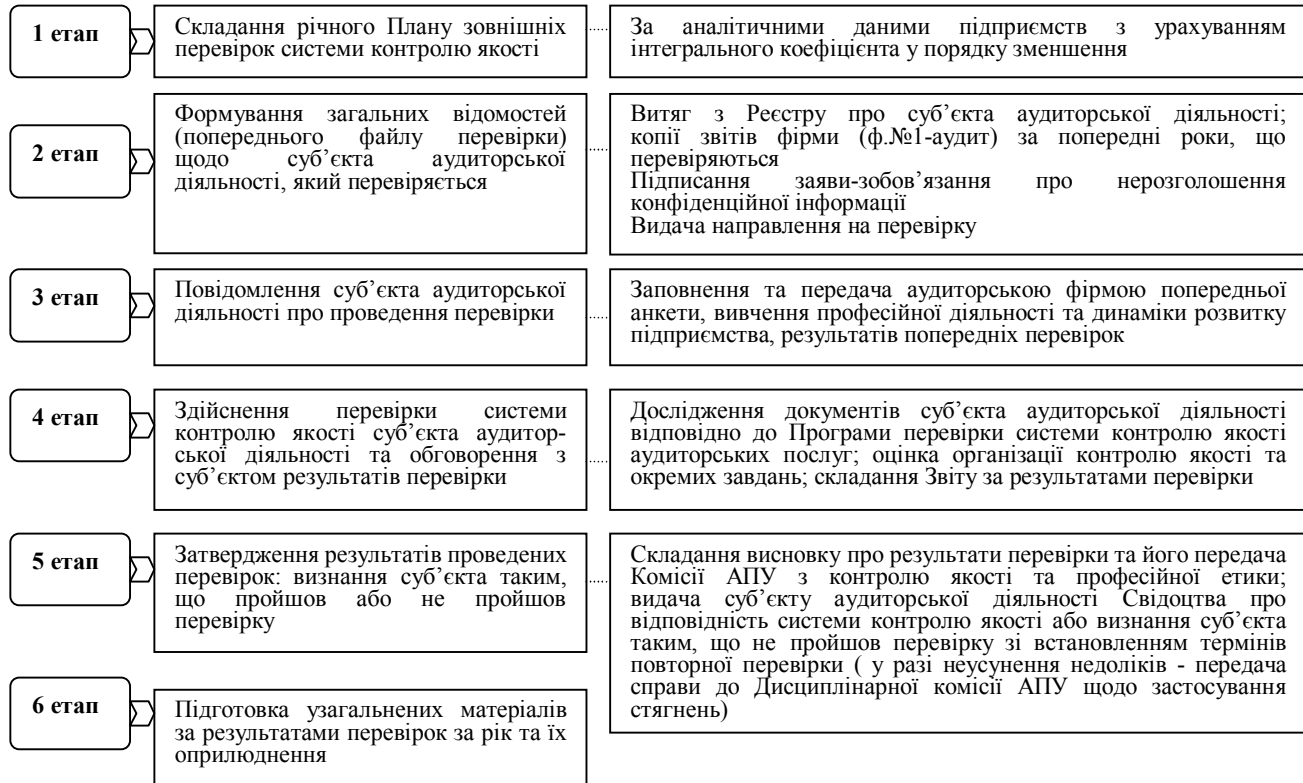 1 етап
Складання річного Плану зовнішніх
перевірок системи контролю якості
За аналітичними даними підприємств з урахуванням
інтегрального коефіцієнта у порядку зменшення
2 етап
Формування загальних відомостей
(попереднього файлу перевірки)
щодо суб’єкта аудиторської
діяльності, який перевіряється
Витяг з Реєстру про суб’єкта аудиторської діяльності;
копії звітів фірми (ф.№1-аудит) за попередні роки, що
перевіряються
Підписання заяви-зобов’язання про нерозголошення
конфіденційної інформації
Видача направлення на перевірку
3 етап
Повідомлення суб’єкта аудиторської
діяльності про проведення перевірки
Заповнення та передача аудиторською фірмою попередньої
анкети, вивчення професійної діяльності та динаміки розвитку
підприємства, результатів попередніх перевірок
4 етап
Здійснення перевірки системи
контролю якості суб’єкта аудитор-
ської діяльності та обговорення з
суб’єктом результатів перевірки
Дослідження документів суб’єкта аудиторської діяльності
відповідно до Програми перевірки системи контролю якості
аудиторських послуг; оцінка організації контролю якості та
окремих завдань; складання Звіту за результатами перевірки
5 етап
Затвердження результатів проведених
перевірок: визнання суб’єкта таким,
що пройшов або не пройшов
перевірку
Складання висновку про результати перевірки та його передача
Комісії АПУ з контролю якості та професійної етики;
видача суб’єкту аудиторської діяльності Свідоцтва про
відповідність системи контролю якості або визнання суб’єкта
таким, що не пройшов перевірку зі встановленням термінів
повторної перевірки ( у разі неусунення недоліків - передача
справи до Дисциплінарної комісії АПУ щодо застосування
стягнень)
6 етап
Підготовка узагальнених матеріалів
за результатами перевірок за рік та їх
оприлюднення